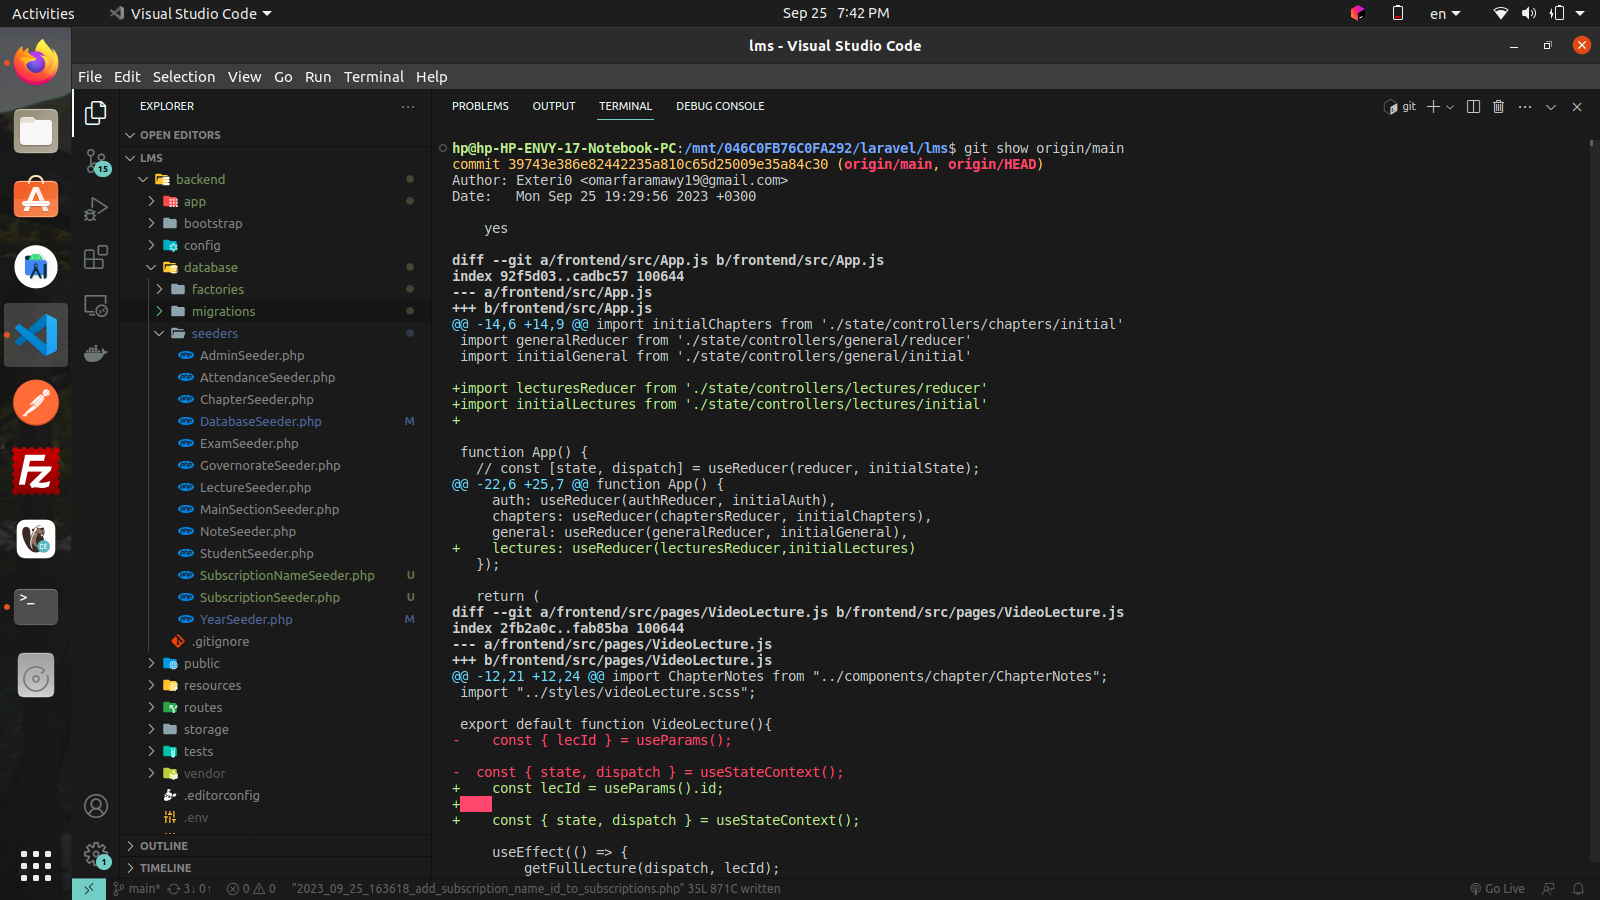 Activities
Visual Studio Code
Sep 25 7:42 PM
en
lms - Visual Studio Code
File Edit Selection View Go Run Terminal Help
EXPLORER
OPEN EDITORS
LMS
backend
app
bootstrap
config
database
factories
migrations
seeders
AdminSeeder.php
AttendanceSeeder.php
ChapterSeeder.php
DatabaseSeeder.php M
ExamSeeder.php
GovernorateSeeder.php
LectureSeeder.php
MainSectionSeeder.php
NoteSeeder.php
StudentSeeder.php
SubscriptionNameSeeder.php U
SubscriptionSeeder.php U
YearSeeder.php M
.gitignore
public
resources
routes
storage
tests
vendor
.editorconfig
.env
OUTLINE
TIMELINE
15
1
PROBLEMS OUTPUT TERMINAL DEBUG CONSOLE
git
hp@hp-HP-ENVY-17-Notebook-PC:/mnt/046C0FB76C0FA292/laravel/lms$ git show origin/main
commit 39743e386e82442235a810c65d25009e35a84c30 (origin/main, origin/HEAD)
Author: Exteri0 <omarfaramawy19@gmail.com>
Date:   Mon Sep 25 19:29:56 2023 +0300
yes
diff --git a/frontend/src/App.js b/frontend/src/App.js
index 92f5d03..cadbc57 100644
--- a/frontend/src/App.js
+++ b/frontend/src/App.js
@@ -14,6 +14,9 @@ import initialChapters from './state/controllers/chapters/initial'
 import generalReducer from './state/controllers/general/reducer'
 import initialGeneral from './state/controllers/general/initial'
+import lecturesReducer from './state/controllers/lectures/reducer'
+import initialLectures from './state/controllers/lectures/initial'
+
 function App() {
   // const [state, dispatch] = useReducer(reducer, initialState);
@@ -22,6 +25,7 @@ function App() {
     auth: useReducer(authReducer, initialAuth),
     chapters: useReducer(chaptersReducer, initialChapters),
     general: useReducer(generalReducer, initialGeneral),
+    lectures: useReducer(lecturesReducer,initialLectures)
   });
   return (
diff --git a/frontend/src/pages/VideoLecture.js b/frontend/src/pages/VideoLecture.js
index 2fb2a0c..fab85ba 100644
--- a/frontend/src/pages/VideoLecture.js
+++ b/frontend/src/pages/VideoLecture.js
@@ -12,21 +12,24 @@ import ChapterNotes from "../components/chapter/ChapterNotes";
 import "../styles/videoLecture.scss";
 export default function VideoLecture(){
-    const { lecId } = useParams();
-  const { state, dispatch } = useStateContext();
+    const lecId = useParams().id;
+
+    const { state, dispatch } = useStateContext();
     useEffect(() => {
         getFullLecture(dispatch, lecId);
main* 3↓ 0↑ 0 0 "2023_09_25_163618_add_subscription_name_id_to_subscriptions.php" 35L 871C written Go Live